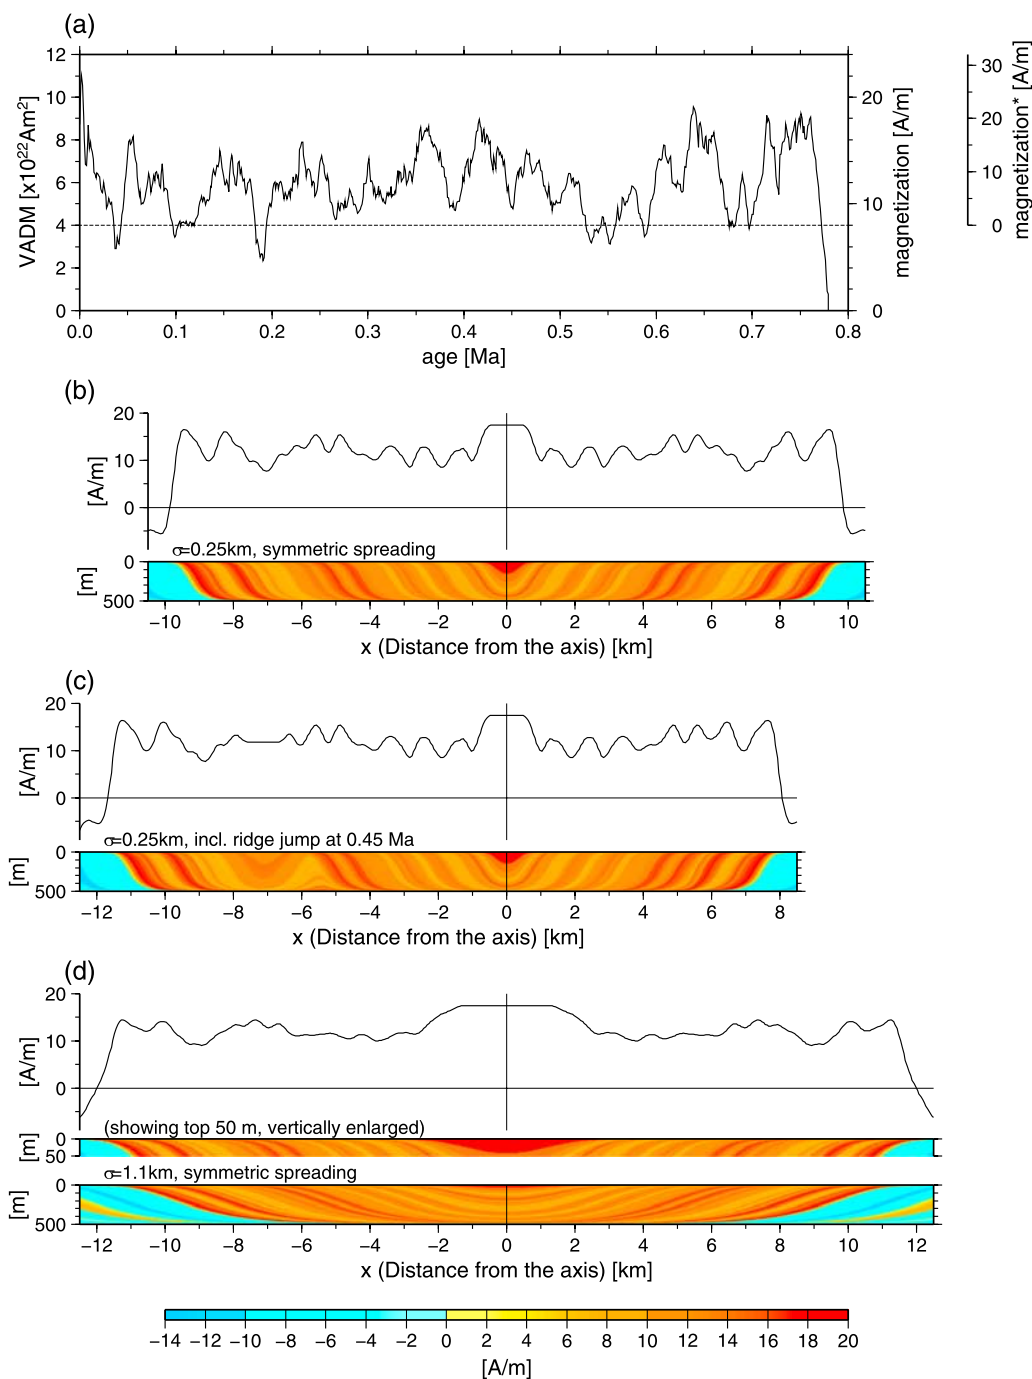 (a)
12
10
8
6
4
2
0
VADM [x10²²Am²]
20
10
0
magnetization [A/m]
30
20
10
0
magnetization* [A/m]
0.0 0.1 0.2 0.3 0.4 0.5 0.6 0.7 0.8
age [Ma]
(b)
20
10
0
[A/m]
σ=0.25km, symmetric spreading
0
500
[m]
−10 −8 −6 −4 −2 0 2 4 6 8 10
x (Distance from the axis) [km]
(c)
20
10
0
[A/m]
σ=0.25km, incl. ridge jump at 0.45 Ma
0
500
[m]
−12 −10 −8 −6 −4 −2 0 2 4 6 8
x (Distance from the axis) [km]
(d)
20
10
0
[A/m]
(showing top 50 m, vertically enlarged)
0
50
[m]
σ=1.1km, symmetric spreading
0
500
[m]
−12 −10 −8 −6 −4 −2 0 2 4 6 8 10 12
x (Distance from the axis) [km]
−14 −12 −10 −8 −6 −4 −2 0 2 4 6 8 10 12 14 16 18 20
[A/m]